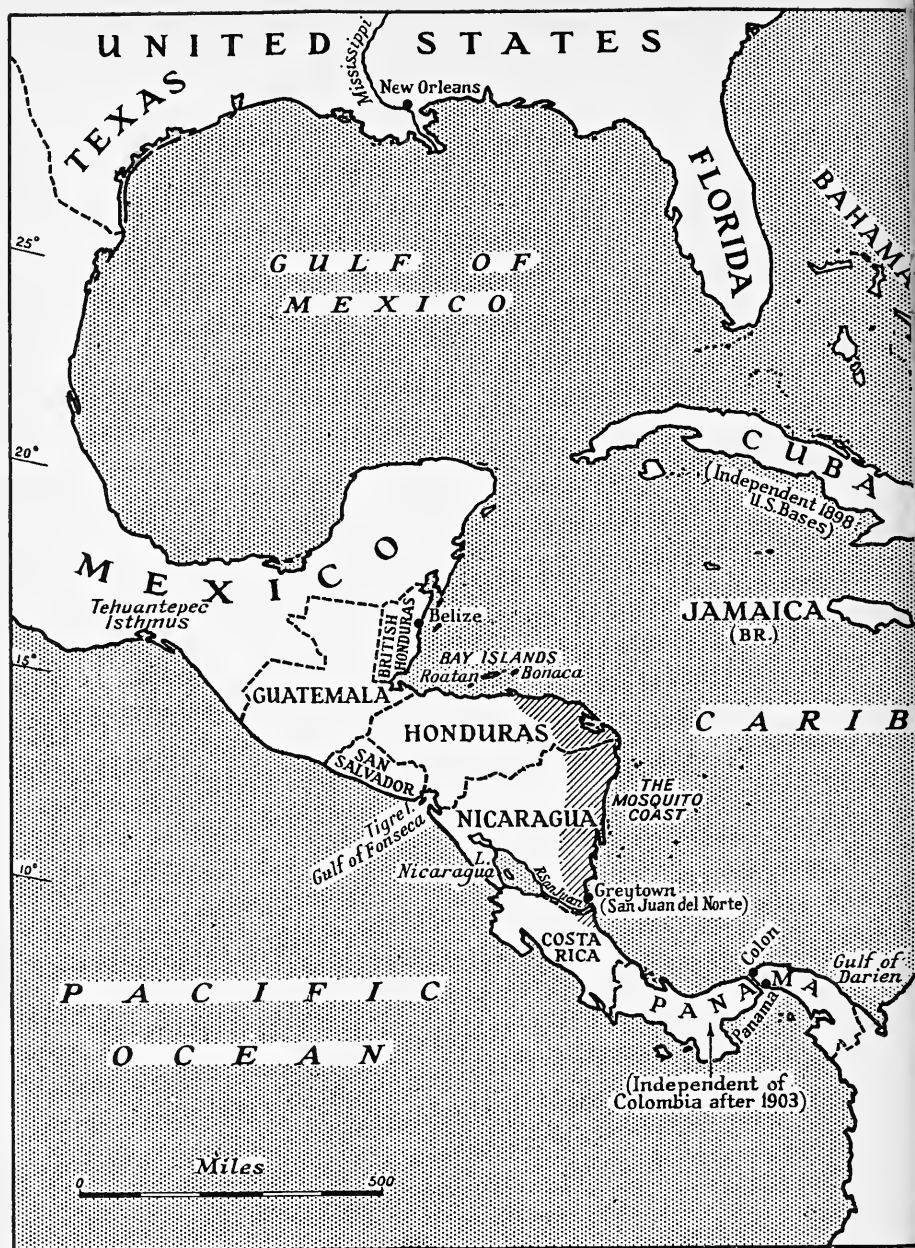 UNITED STATES
Mississippi
New Orleans
TEXAS
FLORIDA
BAHAMA
25°
GULF OF
MEXICO
20°
CUBA
(Independent 1898
U.S. Bases)
MEXICO
Tehuantepec
Isthmus
BRITISH
HONDURAS
Belize
JAMAICA
(BR.)
15°
BAY ISLANDS
Roatan
Bonaca
GUATEMALA
CARIB
HONDURAS
SAN
SALVADOR
THE
MOSQUITO
COAST
NICARAGUA
Tigre I.
Gulf of Fonseca
L.
Nicaragua
R. San Juan
10°
Greytown
(San Juan del Norte)
COSTA
RICA
Colon
Gulf of
Darien
PANAMA
Panama
PACIFIC
OCEAN
(Independent of
Colombia after 1903)
Miles
0 500